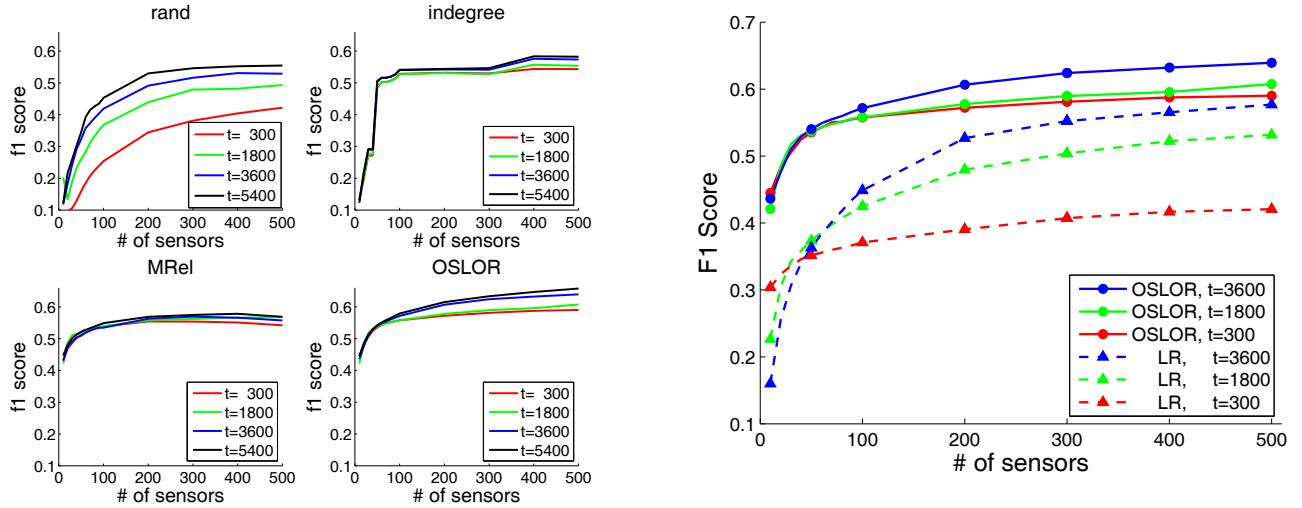 rand
0.6
0.5
0.4
0.3
0.2
0.1
f1 score
t= 300
t=1800
t=3600
t=5400
0 100 200 300 400 500
# of sensors
indegree
0.6
0.5
0.4
0.3
0.2
0.1
f1 score
t= 300
t=1800
t=3600
t=5400
0 100 200 300 400 500
# of sensors
MRel
0.6
0.5
0.4
0.3
0.2
0.1
f1 score
t= 300
t=1800
t=3600
t=5400
0 100 200 300 400 500
# of sensors
OSLOR
0.6
0.5
0.4
0.3
0.2
0.1
f1 score
t= 300
t=1800
t=3600
t=5400
0 100 200 300 400 500
# of sensors
0.7
0.6
0.5
0.4
0.3
0.2
0.1
F1 Score
OSLOR, t=3600
OSLOR, t=1800
OSLOR, t=300
LR, t=3600
LR, t=1800
LR, t=300
0 100 200 300 400 500
# of sensors